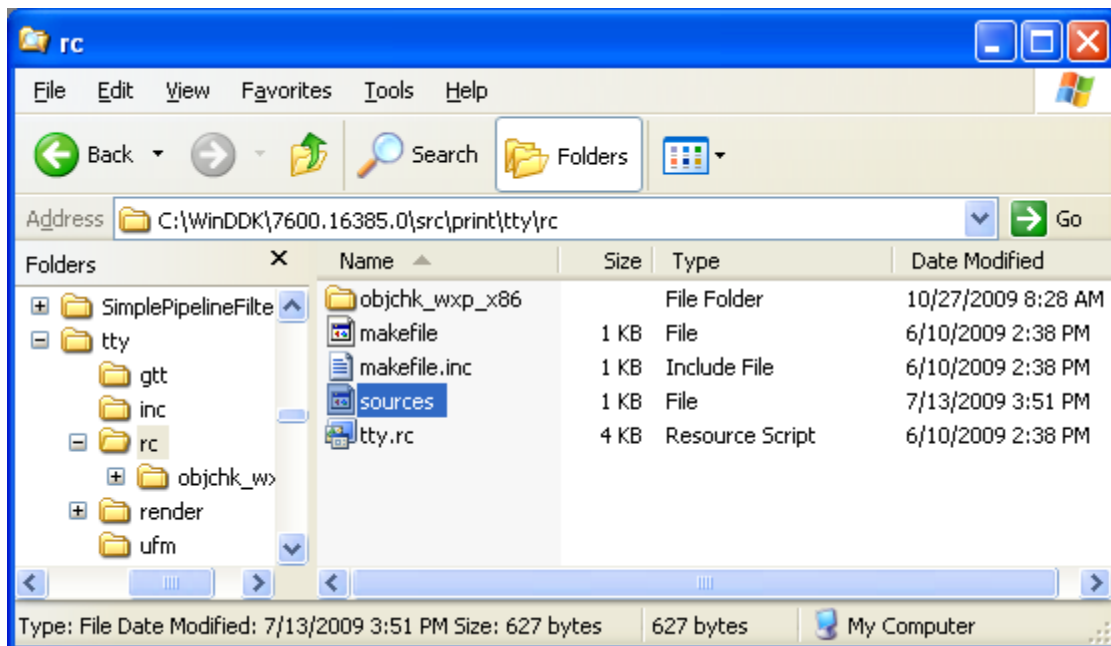 rc
File Edit View Favorites Tools Help
Back Search Folders
Address C:\WinDDK\7600.16385.0\src\print\tty\rc Go
Folders X Name Size Type Date Modified
SimplePipelineFilte objchk_wxp_x86 File Folder 10/27/2009 8:28 AM
tty makefile 1 KB File 6/10/2009 2:38 PM
gtt makefile.inc 1 KB Include File 6/10/2009 2:38 PM
inc sources 1 KB File 7/13/2009 3:51 PM
rc tty.rc 4 KB Resource Script 6/10/2009 2:38 PM
objchk_wx
render
ufm
Type: File Date Modified: 7/13/2009 3:51 PM Size: 627 bytes 627 bytes My Computer